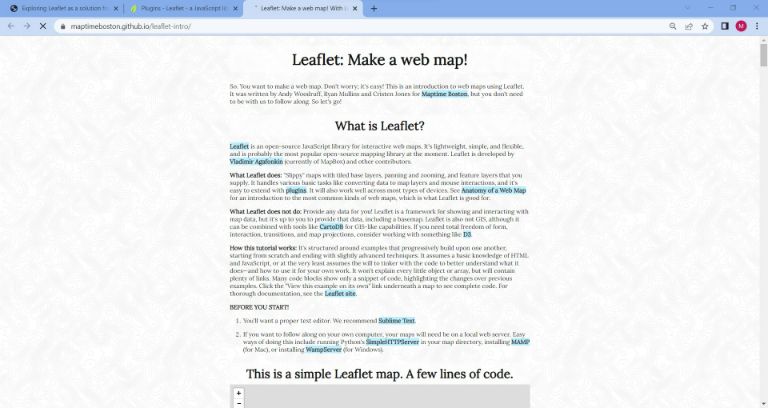 Exploring Leaflet as a solution fo
Plugins - Leaflet - a JavaScript li
Leaflet: Make a web map! With L
maptimeboston.github.io/leaflet-intro/
M
Leaflet: Make a web map!
So. You want to make a web map. Don't worry; it's easy! This is an introduction to web maps using Leaflet.
It was written by Andy Woodruff, Ryan Mullins and Cristen Jones for Maptime Boston, but you don't need
to be with us to follow along. So let's go!
What is Leaflet?
Leaflet is an open-source JavaScript library for interactive web maps. It's lightweight, simple, and flexible,
and is probably the most popular open-source mapping library at the moment. Leaflet is developed by
Vladimir Agafonkin (currently of MapBox) and other contributors.
What Leaflet does: "Slippy" maps with tiled base layers, panning and zooming, and feature layers that you
supply. It handles various basic tasks like converting data to map layers and mouse interactions, and it's
easy to extend with plugins. It will also work well across most types of devices. See Anatomy of a Web Map
for an introduction to the most common kinds of web maps, which is what Leaflet is good for.
What Leaflet does not do: Provide any data for you! Leaflet is a framework for showing and interacting with
map data, but it's up to you to provide that data, including a basemap. Leaflet is also not GIS, although it
can be combined with tools like CartoDB for GIS-like capabilities. If you need total freedom of form,
interaction, transitions, and map projections, consider working with something like D3.
How this tutorial works: It's structured around examples that progressively build upon one another,
starting from scratch and ending with slightly advanced techniques. It assumes a basic knowledge of HTML
and JavaScript, or at the very least assumes the will to tinker with the code to better understand what it
does—and how to use it for your own work. It won't explain every little object or array, but will contain
plenty of links. Many code blocks show only a snippet of code, highlighting the changes over previous
examples. Click the "View this example on its own" link underneath a map to see complete code. For
thorough documentation, see the Leaflet site.
BEFORE YOU START!
1. You'll want a proper text editor. We recommend Sublime Text.
2. If you want to follow along on your own computer, your maps will need be on a local web server. Easy
ways of doing this include running Python's SimpleHTTPServer in your map directory, installing MAMP
(for Mac), or installing WampServer (for Windows).
This is a simple Leaflet map. A few lines of code.
+
−